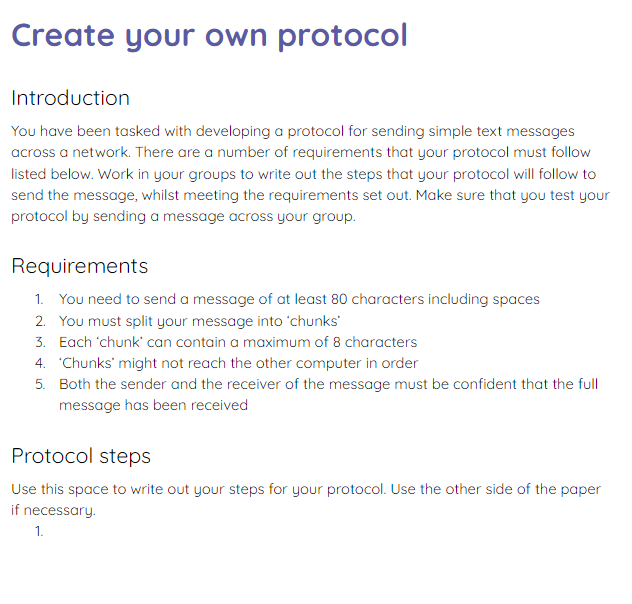 Create your own protocol
Introduction
You have been tasked with developing a protocol for sending simple text messages
across a network. There are a number of requirements that your protocol must follow
listed below. Work in your groups to write out the steps that your protocol will follow to
send the message, whilst meeting the requirements set out. Make sure that you test your
protocol by sending a message across your group.
Requirements
1. You need to send a message of at least 80 characters including spaces
2. You must split your message into ‘chunks’
3. Each ‘chunk’ can contain a maximum of 8 characters
4. ‘Chunks’ might not reach the other computer in order
5. Both the sender and the receiver of the message must be confident that the full
message has been received
Protocol steps
Use this space to write out your steps for your protocol. Use the other side of the paper
if necessary.
1.